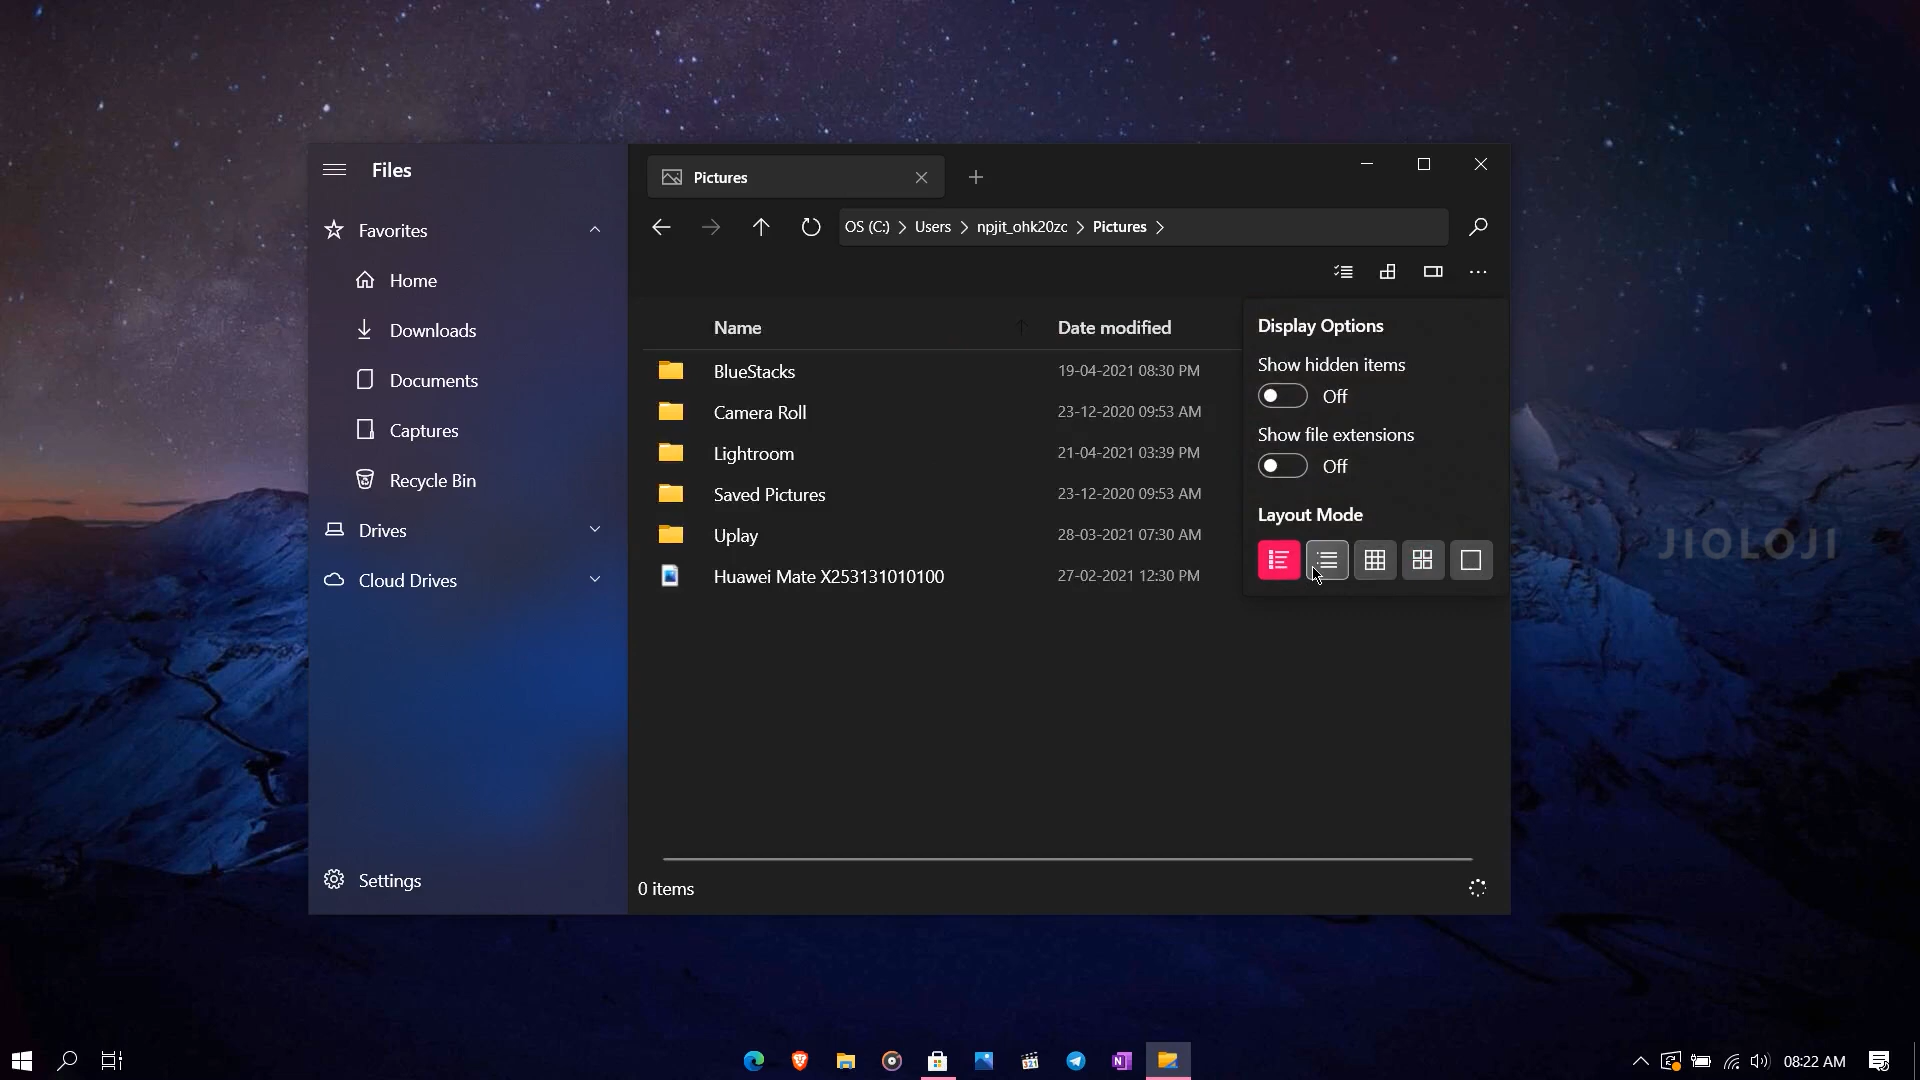 Files
Favorites
Home
Downloads
Documents
Captures
Recycle Bin
Drives
Cloud Drives
Settings
Pictures
OS (C:) > Users > npjit_ohk20zc > Pictures >
Name Date modified
BlueStacks 19-04-2021 08:30 PM
Camera Roll 23-12-2020 09:53 AM
Lightroom 21-04-2021 03:39 PM
Saved Pictures 23-12-2020 09:53 AM
Uplay 28-03-2021 07:30 AM
Huawei Mate X253131010100 27-02-2021 12:30 PM
0 items
Display Options
Show hidden items
Off
Show file extensions
Off
Layout Mode
JIOLOJI
321
N
08:22 AM